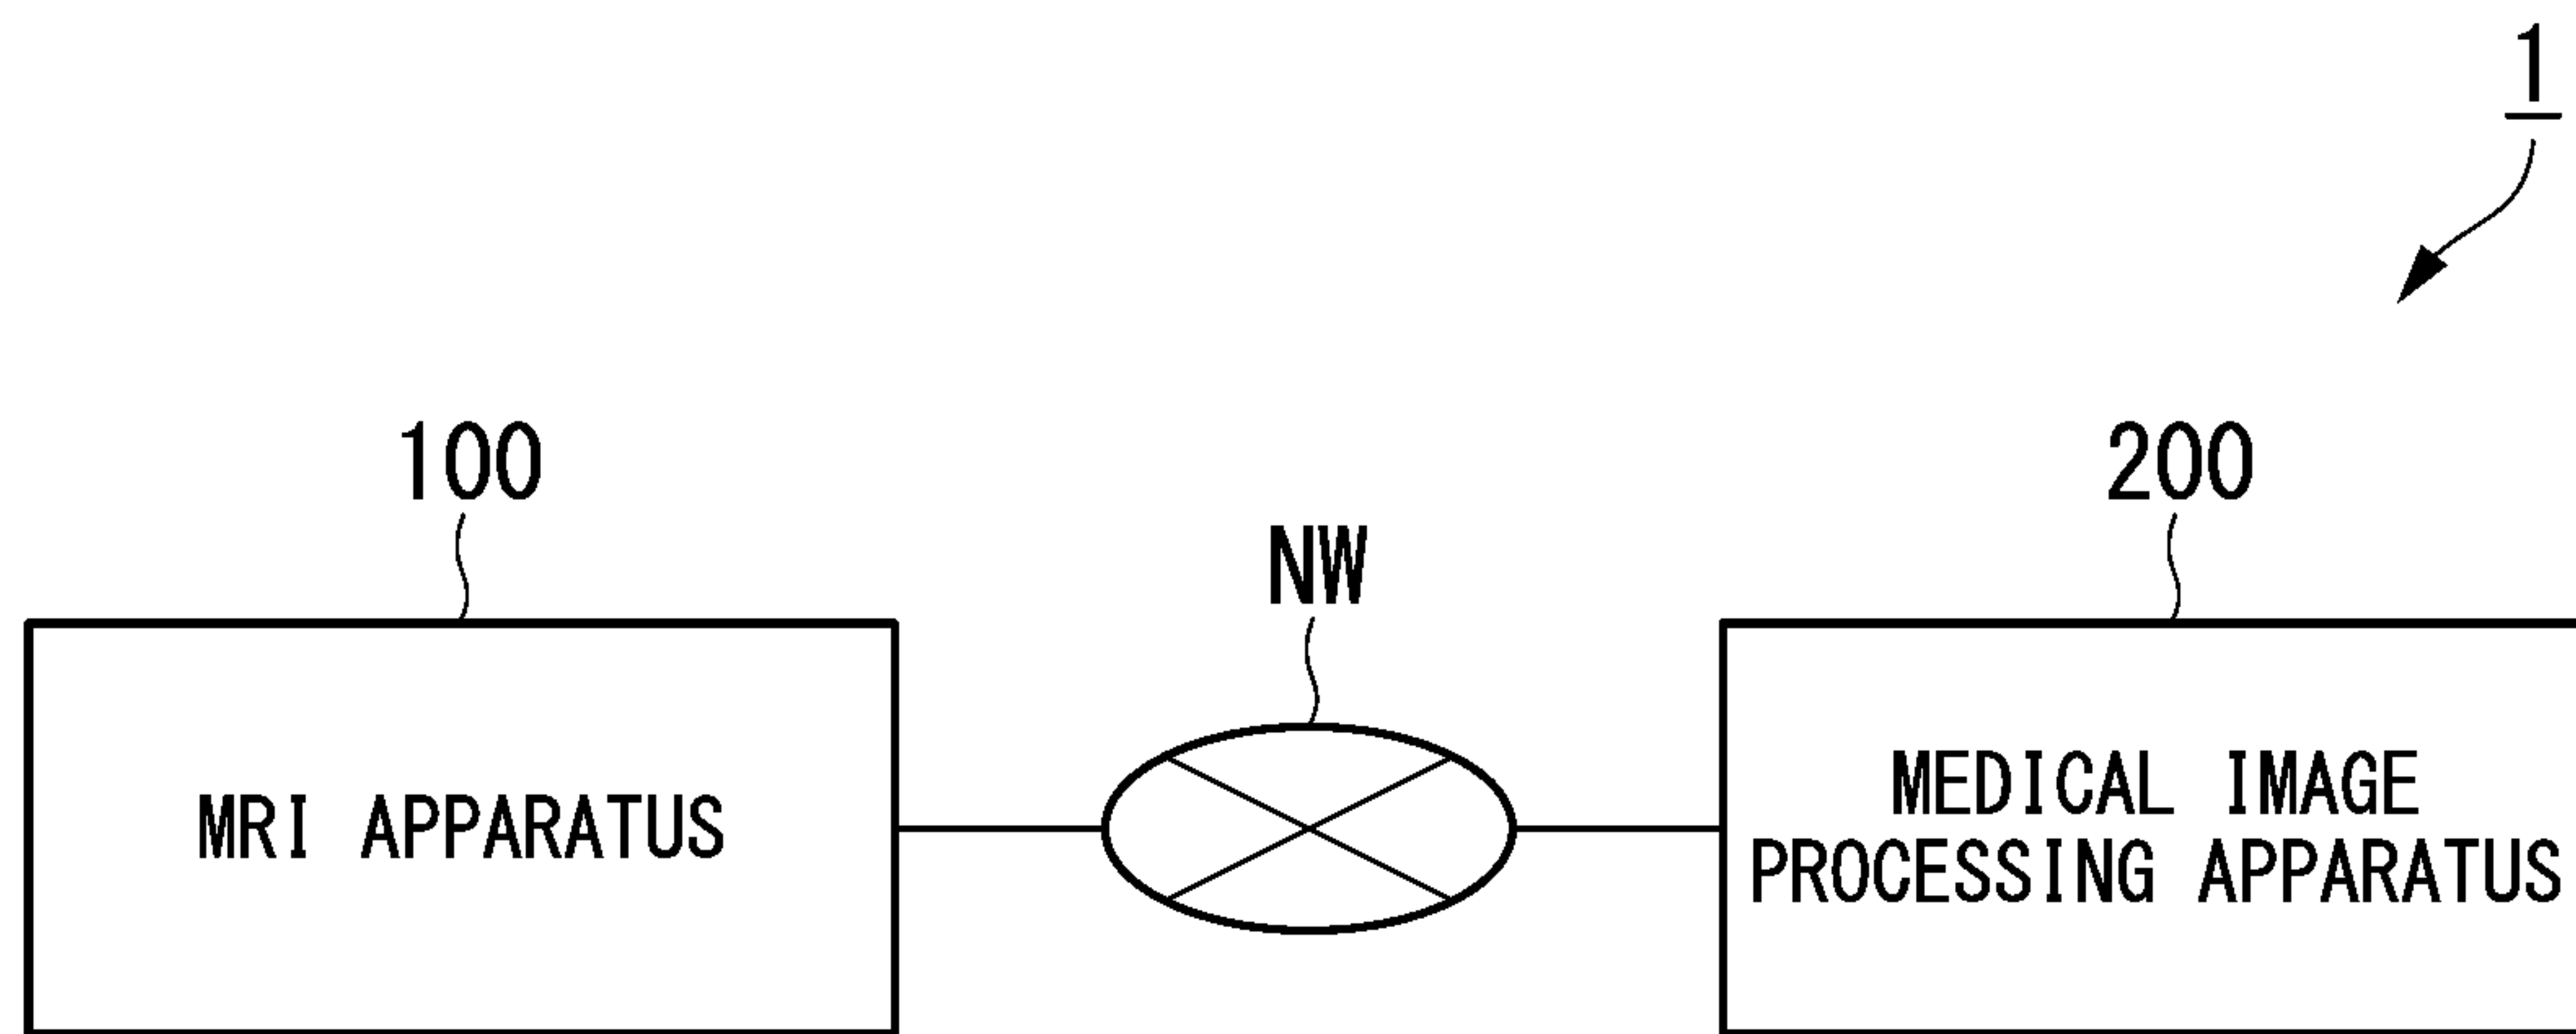 1
100
200
NW
MRI APPARATUS
MEDICAL IMAGE
PROCESSING APPARATUS